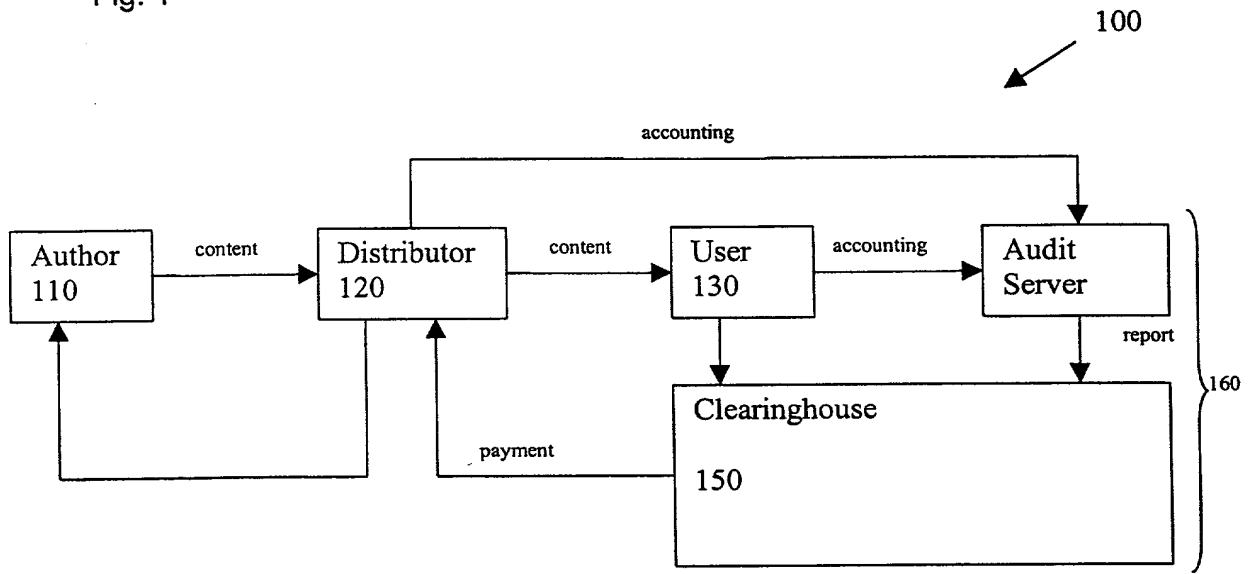 100
accounting
Author
110
content
Distributor
120
content
User
130
accounting
Audit
Server
report
160
Clearinghouse
150
payment